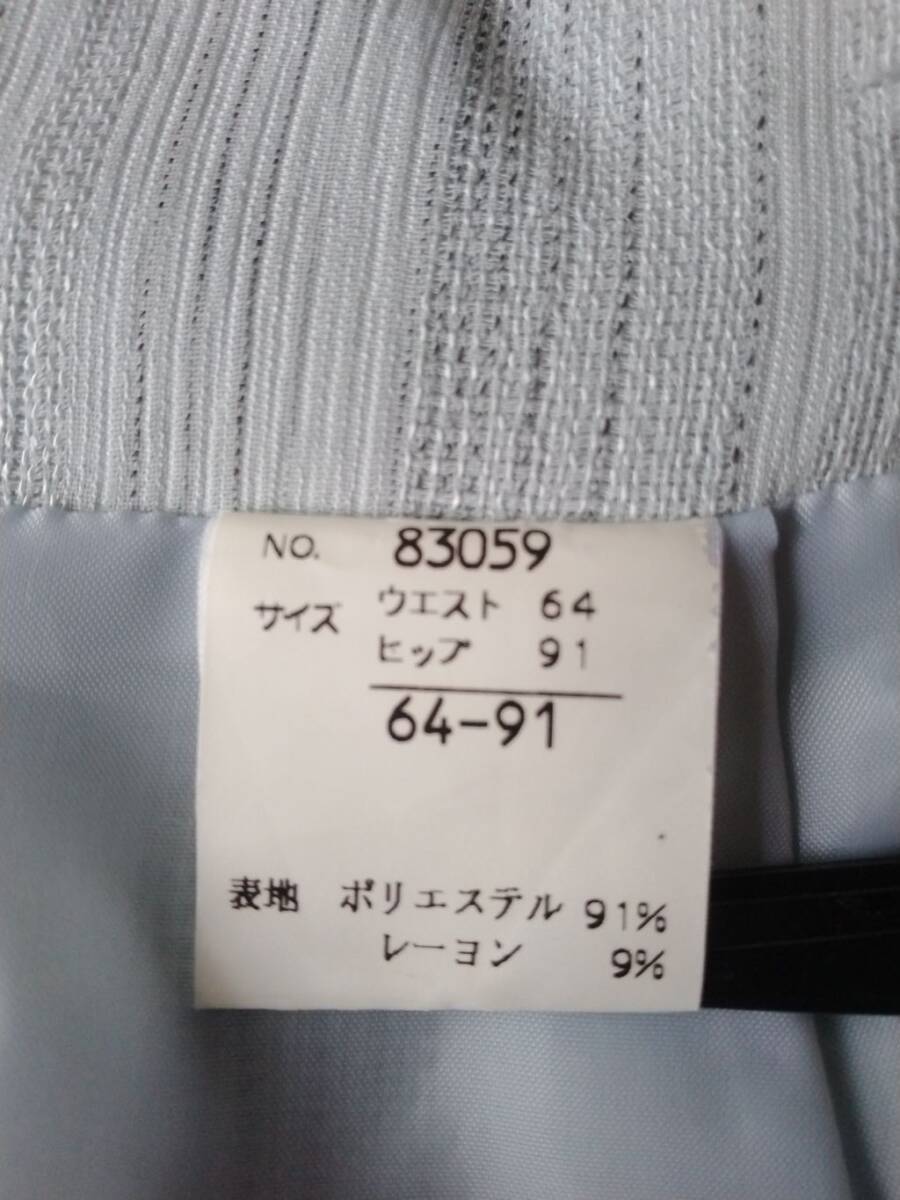 NO. 83059
サイズ ウエスト 64
ヒップ 91
64-91
表地 ポリエステル 91%
レーヨン 9%